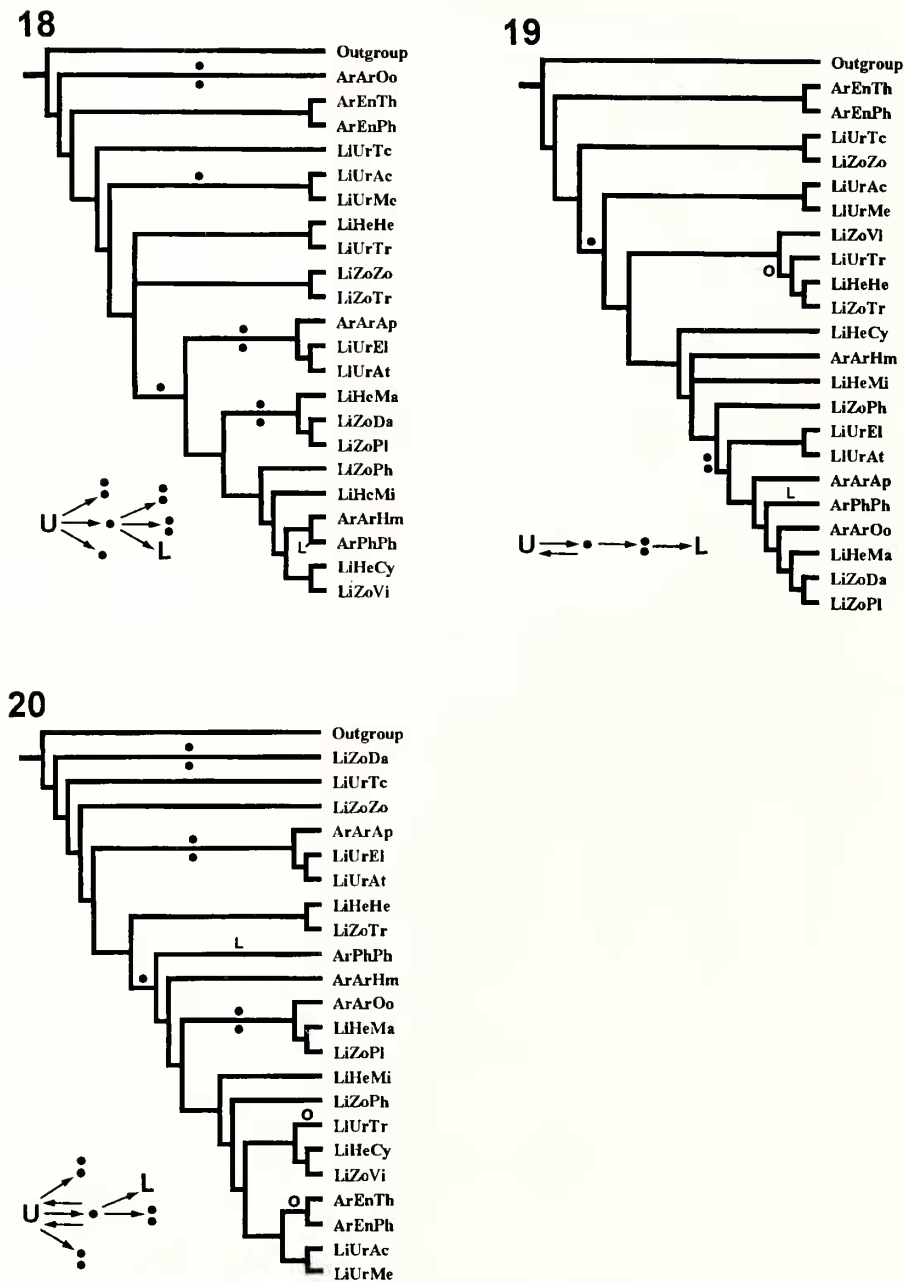 18
Outgroup
ArArOo
ArEnTh
ArEnPh
LiUrTc
LiUrAc
LiUrMe
LiHeHe
LiUrTr
LiZoZo
LiZoTr
ArArAp
LiUrEl
LiUrAt
LiHeMa
LiZoDa
LiZoPl
LiZoPh
LiHeMi
ArArHm
L ArPhPh
LiHeCy
LiZoVi
U L
19
Outgroup
ArEnTh
ArEnPh
LiUrTc
LiZoZo
LiUrAc
LiUrMe
LiZoVi
LiUrTr
O
LiHeHe
LiZoTr
LiHeCy
ArArHm
LiHeMi
LiZoPh
LiUrEl
LiUrAt
ArArAp
L
ArPhPh
ArArOo
LiHeMa
LiZoDa
LiZoPl
U L
20
Outgroup
LiZoDa
LiUrTc
LiZoZo
ArArAp
LiUrEl
LiUrAt
LiHeHe
LiZoTr
L
ArPhPh
ArArHm
ArArOo
LiHeMa
LiZoPl
LiHeMi
LiZoPh
O
LiUrTr
LiHeCy
LiZoVi
O ArEnTh
ArEnPh
LiUrAc
LiUrMe
U L